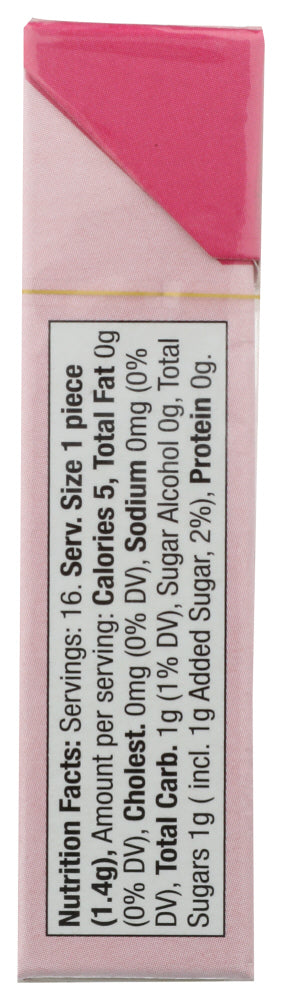 Nutrition Facts: Servings: 16. Serv. Size 1 piece
(1.4g), Amount per serving: Calories 5, Total Fat 0g
(0% DV), Cholest. 0mg (0% DV), Sodium 0mg (0%
DV), Total Carb. 1g (1% DV), Sugar Alcohol 0g, Total
Sugars 1g ( incl. 1g Added Sugar, 2%), Protein 0g.